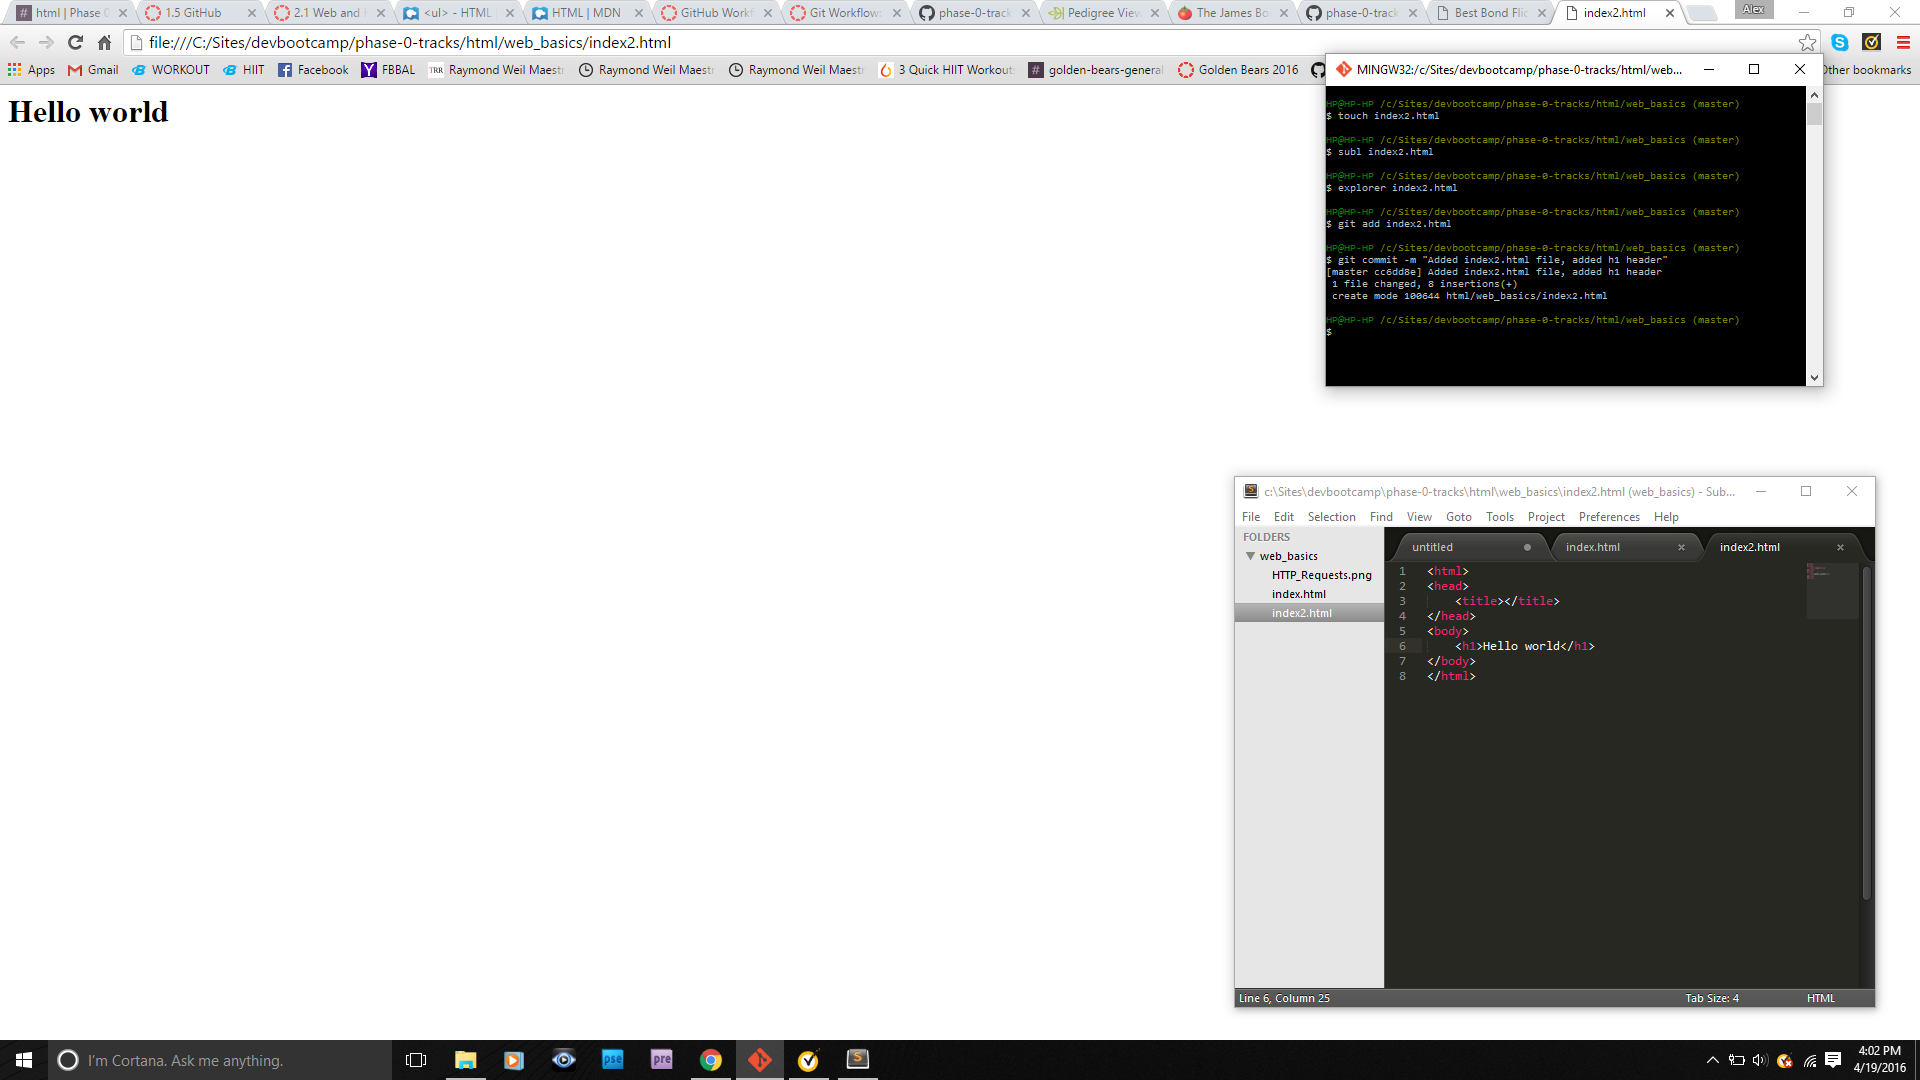 html | Phase 0
1.5 GitHub
2.1 Web and
<ul> - HTML
HTML | MDN
GitHub Workf
Git Workflow
phase-0-track
Pedigree View
The James Bo
phase-0-track
Best Bond Flic
index2.html
Alex
file:///C:/Sites/devbootcamp/phase-0-tracks/html/web_basics/index2.html
Apps
Gmail
WORKOUT
HIIT
Facebook
FBBAL
Raymond Weil Maestr
Raymond Weil Maestr
Raymond Weil Maestr
3 Quick HIIT Workout
golden-bears-general
Golden Bears 2016
Other bookmarks
Hello world
MINGW32:/c/Sites/devbootcamp/phase-0-tracks/html/web...
HP@HP-HP /c/Sites/devbootcamp/phase-0-tracks/html/web_basics (master)
$ touch index2.html
HP@HP-HP /c/Sites/devbootcamp/phase-0-tracks/html/web_basics (master)
$ subl index2.html
HP@HP-HP /c/Sites/devbootcamp/phase-0-tracks/html/web_basics (master)
$ explorer index2.html
HP@HP-HP /c/Sites/devbootcamp/phase-0-tracks/html/web_basics (master)
$ git add index2.html
HP@HP-HP /c/Sites/devbootcamp/phase-0-tracks/html/web_basics (master)
$ git commit -m "Added index2.html file, added h1 header"
[master cc6dd8e] Added index2.html file, added h1 header
1 file changed, 8 insertions(+)
create mode 100644 html/web_basics/index2.html
HP@HP-HP /c/Sites/devbootcamp/phase-0-tracks/html/web_basics (master)
$
c:\Sites\devbootcamp\phase-0-tracks\html\web_basics\index2.html (web_basics) - Sub...
File Edit Selection Find View Goto Tools Project Preferences Help
FOLDERS
web_basics
HTTP_Requests.png
index.html
index2.html
untitled
index.html
index2.html
1 <html>
2 <head>
3 <title></title>
4 </head>
5 <body>
6 <h1>Hello world</h1>
7 </body>
8 </html>
Line 6, Column 25
Tab Size: 4
HTML
I'm Cortana. Ask me anything.
pse
pre
4:02 PM
4/19/2016